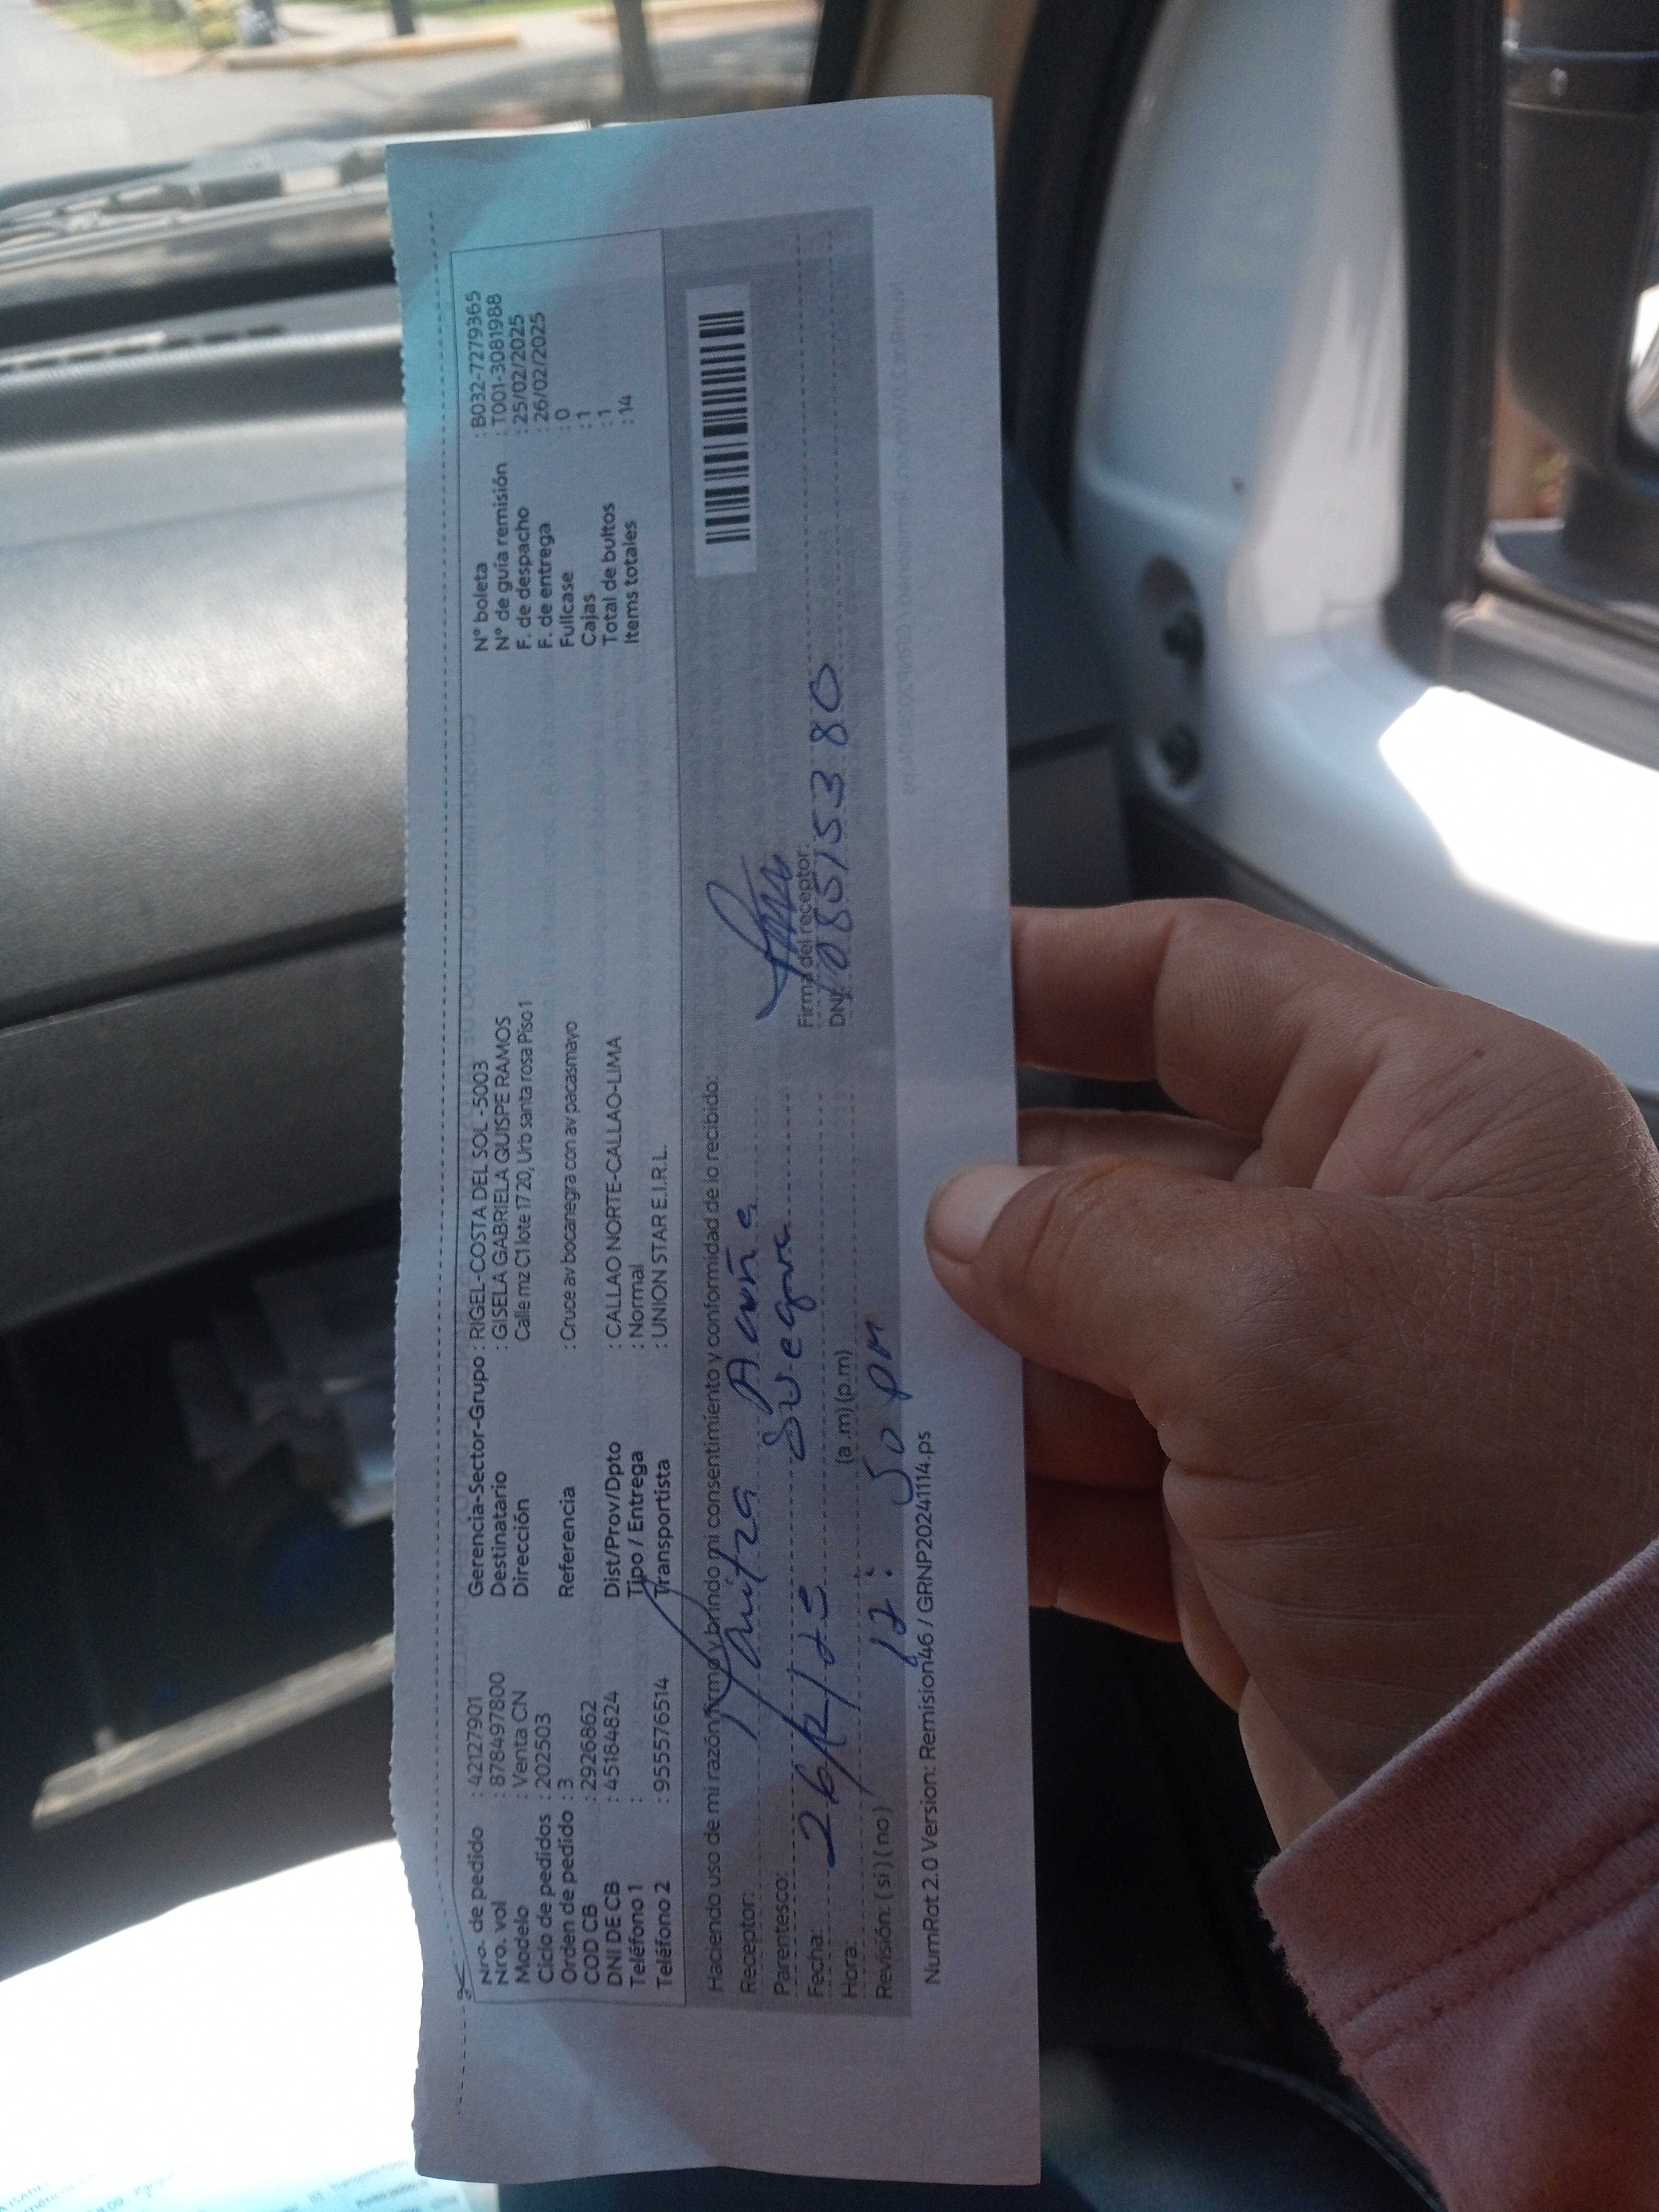 Nro. de pedido : 42127901 Gerencia-Sector-Grupo : RIGEL-COSTA DEL SOL -5003 N° boleta : B032-7279365
Nro. vol : 878497800 Destinatario : GISELA GABRIELA QUISPE RAMOS N° de guía remisión : T001-3081988
Modelo : Venta CN Dirección : Calle mz C1 lote 17 20, Urb santa rosa Piso 1 F. de despacho : 25/02/2025
Ciclo de pedidos : 202503 F. de entrega : 26/02/2025
Orden de pedido : 3 Referencia : Cruce av bocanegra con av pacasmayo Fullcase : 0
COD CB : 2926862 Cajas : 1
DNI DE CB : 45184824 Dist/Prov/Dpto : CALLAO NORTE-CALLAO-LIMA Total de bultos : 1
Teléfono 1 : Tipo / Entrega : Normal Items totales : 14
Teléfono 2 : 955576514 Transportista : UNION STAR E.I.R.L.
Haciendo uso de mi razón firmo y brindo mi consentimiento y conformidad de lo recibido:
Receptor: Maritza Acuña
Parentesco: Suegra
Fecha: 26/2/25 Firma del receptor:
Hora: 12:50 pm (a .m) (p.m) DNI: 08515380
Revisión: ( si ) ( no )
NumRat 2.0 Version: Remision46 / GRNP20241114.ps